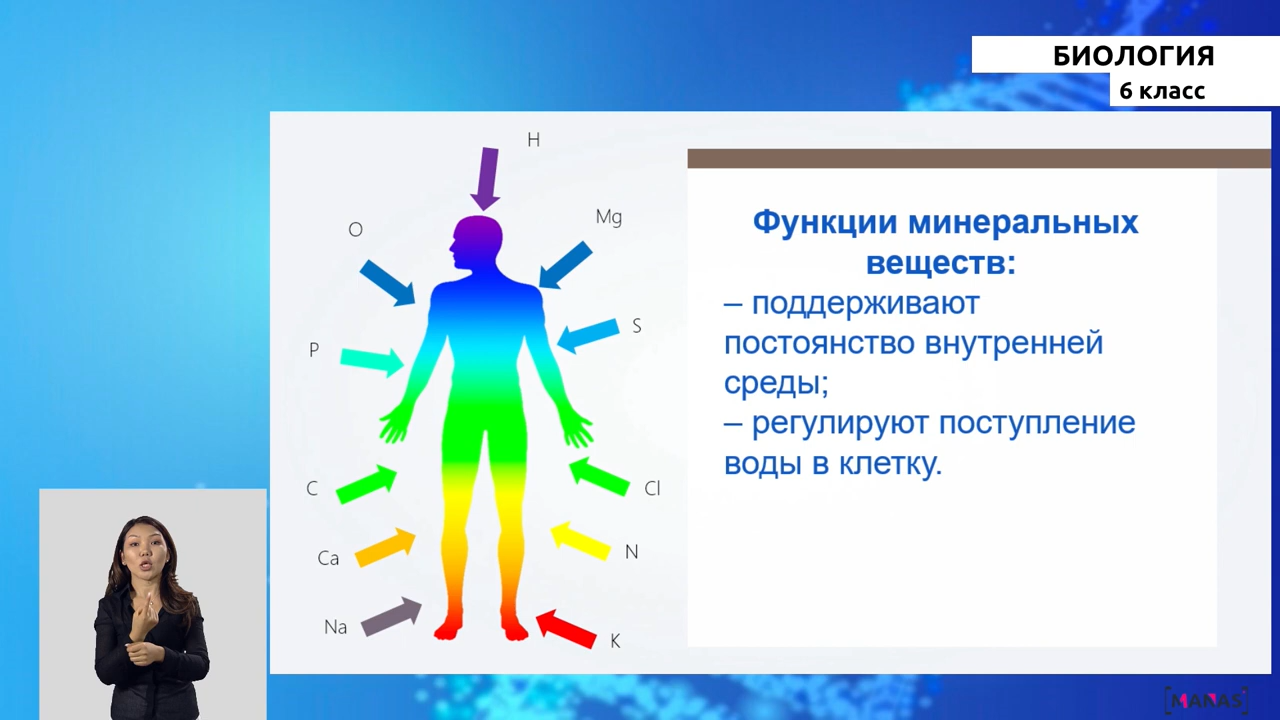 БИОЛОГИЯ
6 класс
H
O
Mg
P
S
C
Cl
Ca
N
Na
K
Функции минеральных
веществ:
– поддерживают
постоянство внутренней
среды;
– регулируют поступление
воды в клетку.
MANAS